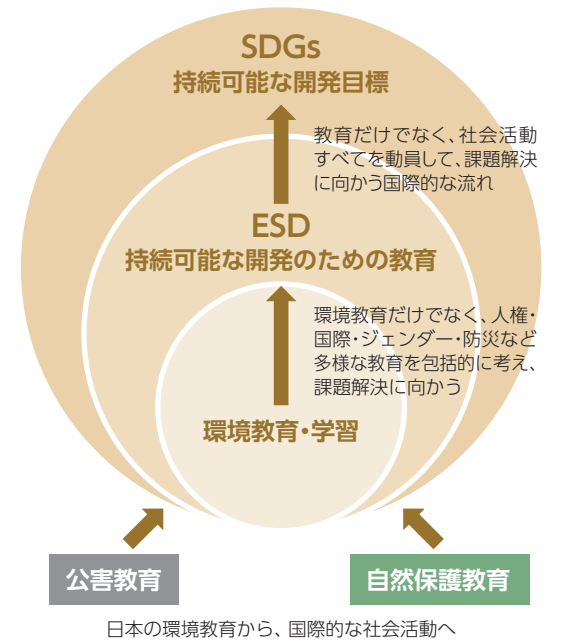 SDGs
持続可能な開発目標
教育だけでなく、社会活動
すべてを動員して、課題解決
に向かう国際的な流れ
ESD
持続可能な開発のための教育
環境教育だけでなく、人権・
国際・ジェンダー・防災など
多様な教育を包括的に考え、
課題解決に向かう
環境教育・学習
公害教育
自然保護教育
日本の環境教育から、国際的な社会活動へ